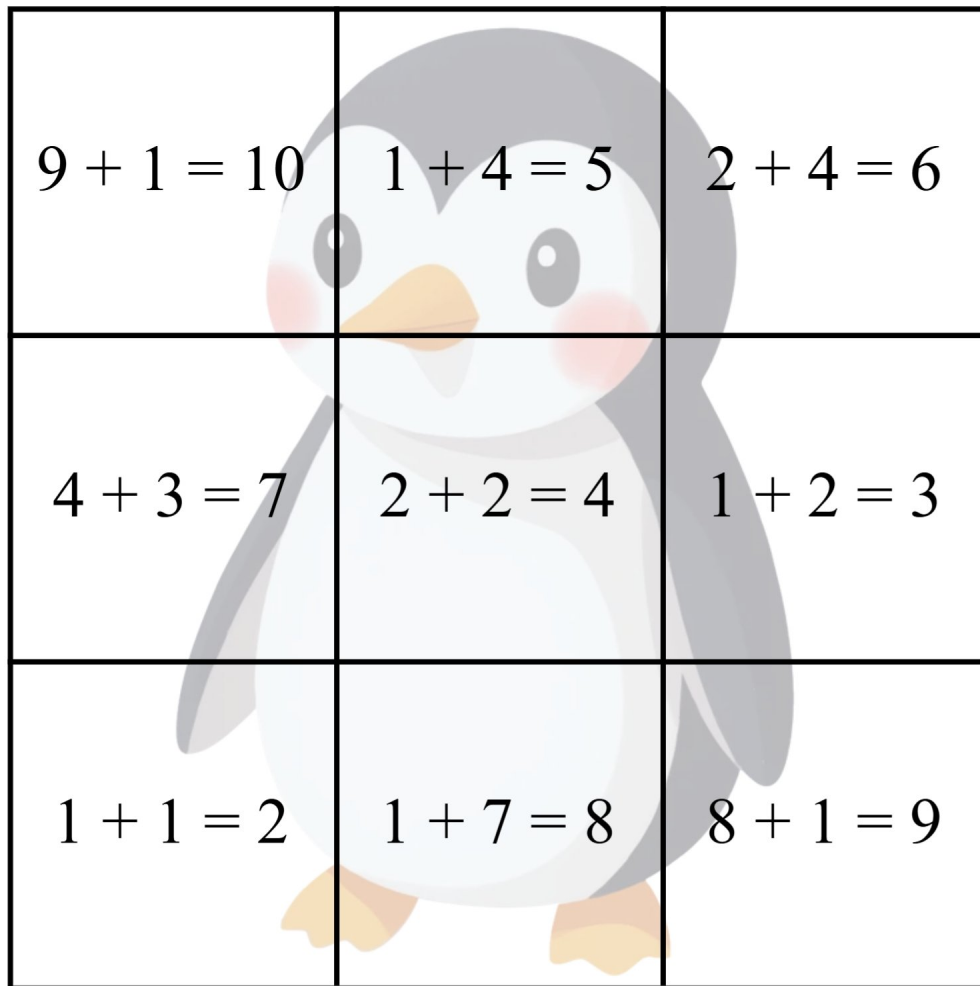 9 + 1 = 10
1 + 4 = 5
2 + 4 = 6
4 + 3 = 7
2 + 2 = 4
1 + 2 = 3
1 + 1 = 2
1 + 7 = 8
8 + 1 = 9